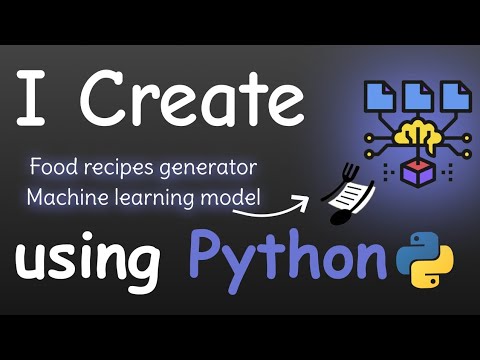 I Create
Food recipes generator
Machine learning model
using Python